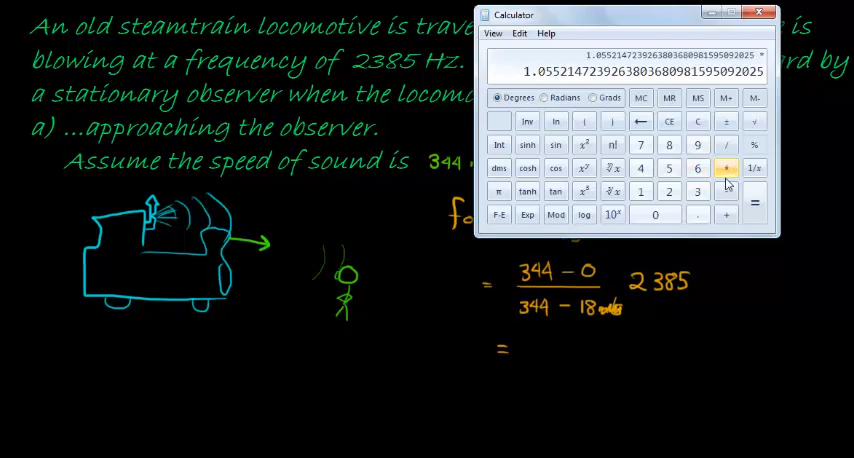 An old steamtrain locomotive is
is
blowing at a frequency of 2385 Hz.
by
a stationary observer when the
a) ...approaching the observer.
Assume the speed of sound is 344
Calculator
View Edit Help
1.0552147239263803680981595092025 *
1.0552147239263803680981595092025
Degrees Radians Grads MC MR MS M+ M-
Inv ln ( ) ← CE C ± √
Int sinh sin x² n! 7 8 9 / %
dms cosh cos xʸ ʸ√x 4 5 6 * 1/x
π tanh tan x³ ³√x 1 2 3 - =
F-E Exp Mod log 10ˣ 0 . +
= 344 - 0 / 344 - 18 2385
=